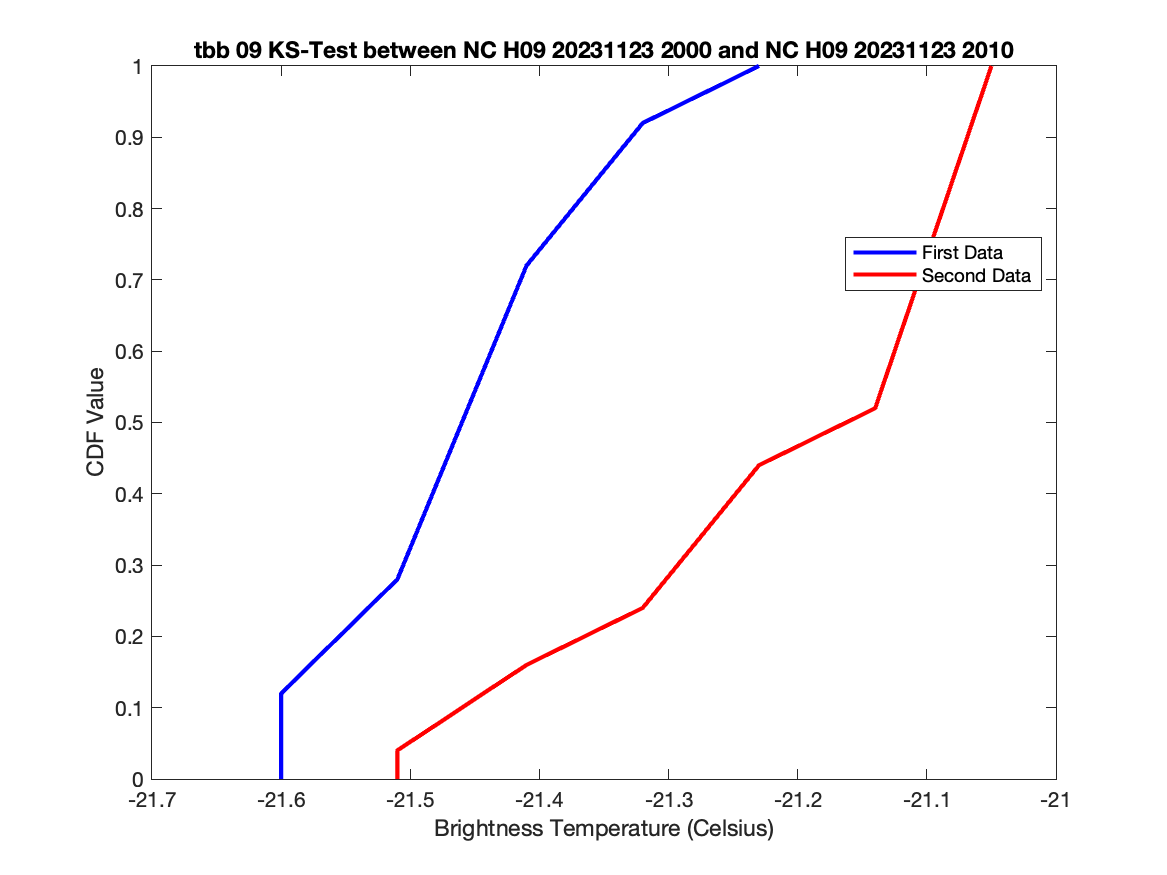 tbb 09 KS-Test between NC H09 20231123 2000 and NC H09 20231123 2010
1
0.9
0.8
0.7
0.6
0.5
0.4
0.3
0.2
0.1
0
CDF Value
First Data
Second Data
-21.7 -21.6 -21.5 -21.4 -21.3 -21.2 -21.1 -21
Brightness Temperature (Celsius)